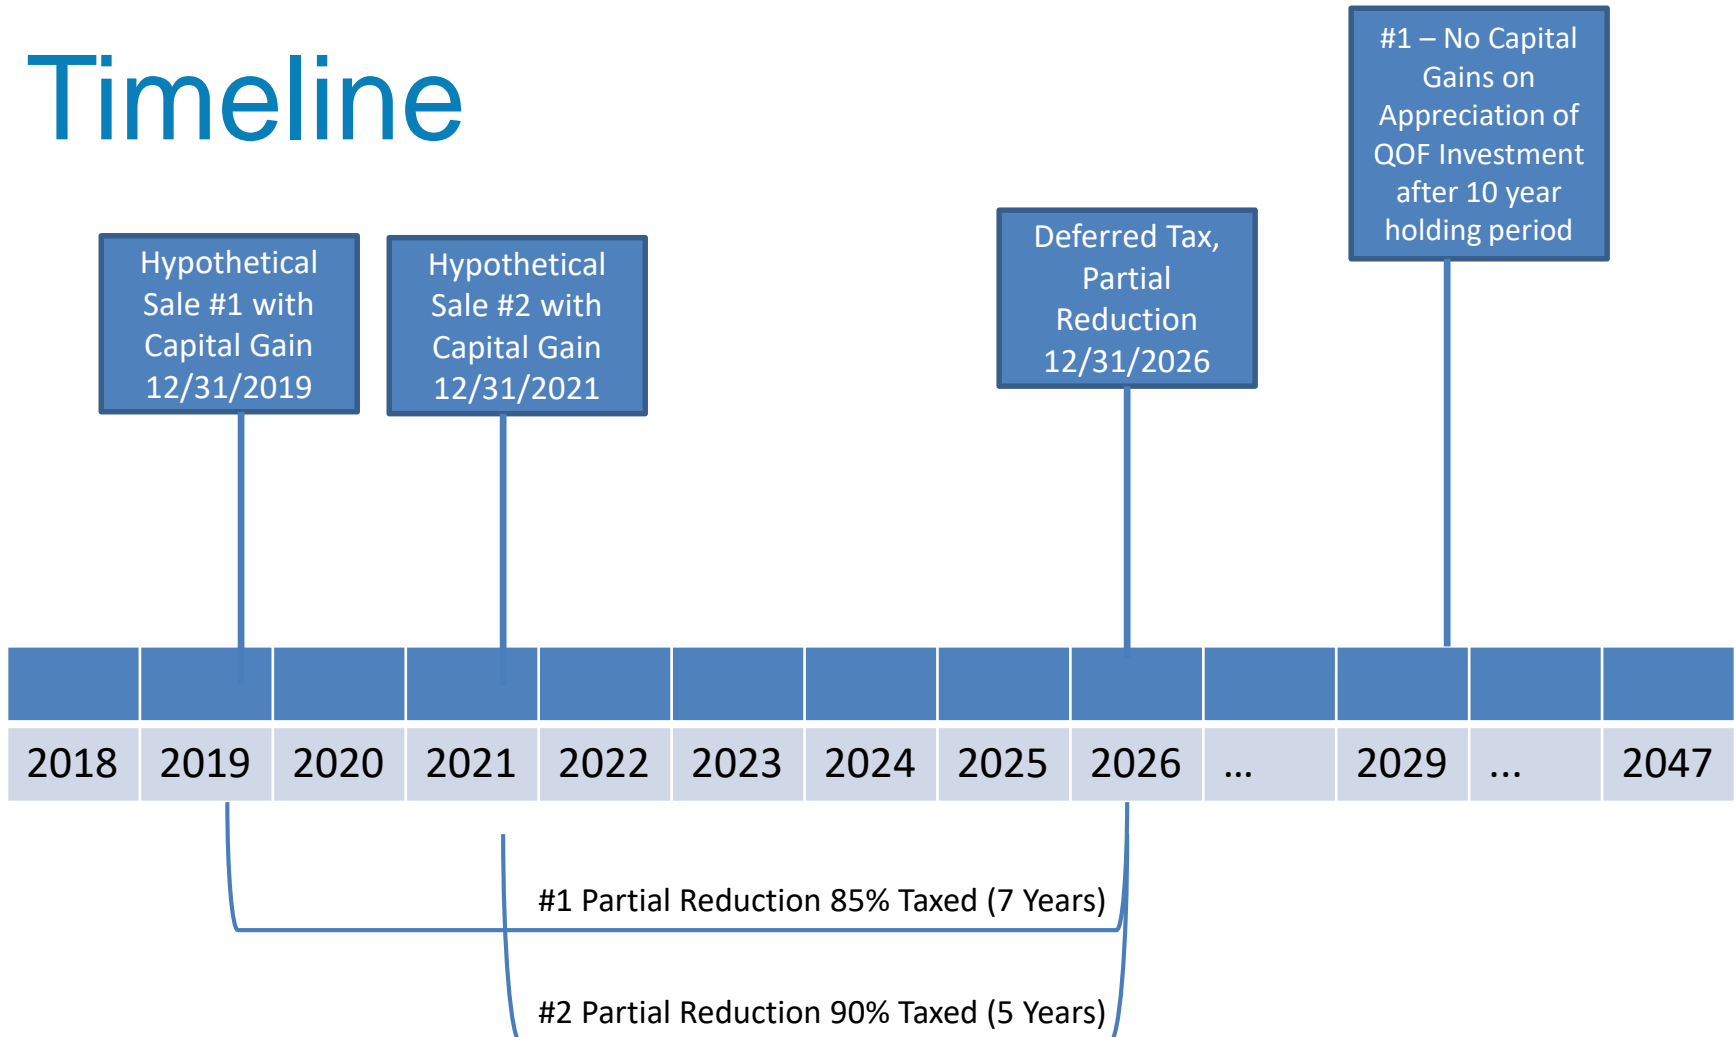 Timeline
Hypothetical
Sale #1 with
Capital Gain
12/31/2019
Hypothetical
Sale #2 with
Capital Gain
12/31/2021
Deferred Tax,
Partial
Reduction
12/31/2026
#1 – No Capital
Gains on
Appreciation of
QOF Investment
after 10 year
holding period
2018 2019 2020 2021 2022 2023 2024 2025 2026 … 2029 … 2047
#1 Partial Reduction 85% Taxed (7 Years)
#2 Partial Reduction 90% Taxed (5 Years)